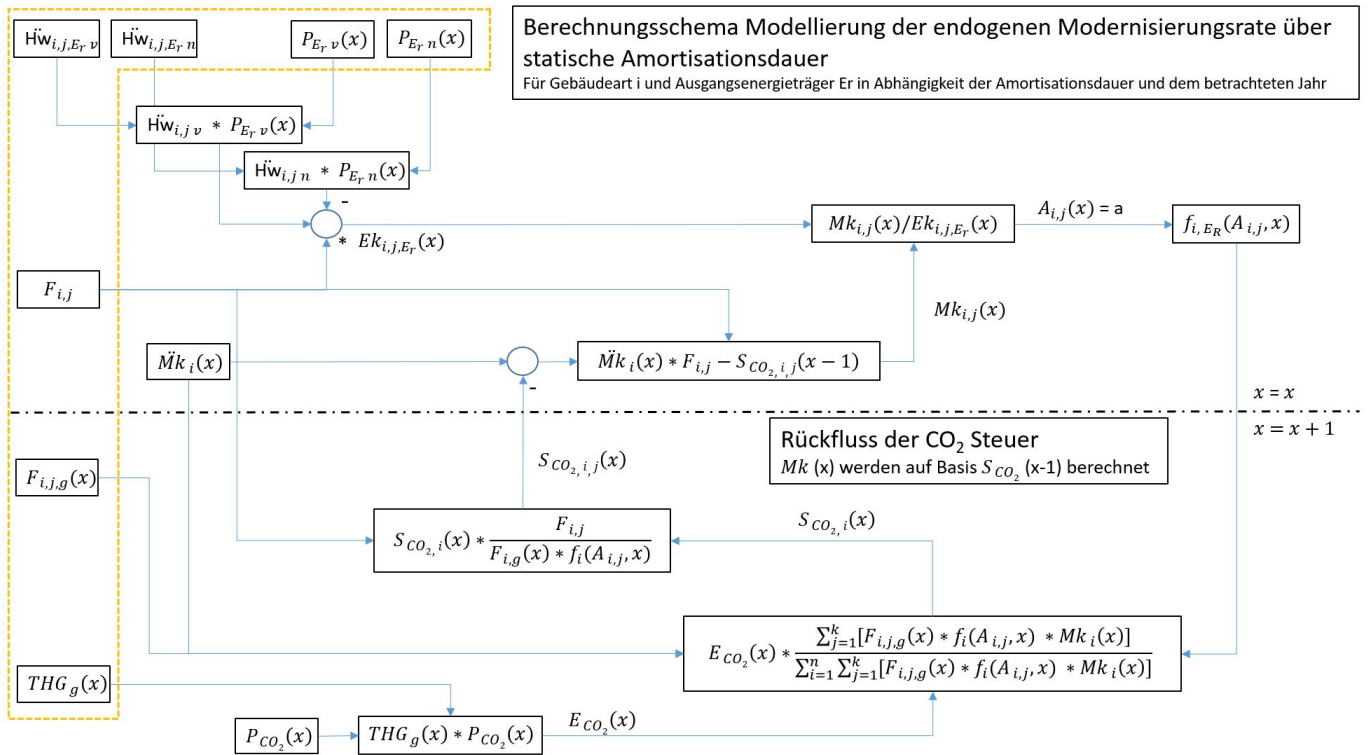 Ḧw_{i,j,E_r v}
Ḧw_{i,j,E_r n}
P_{E_r v}(x)
P_{E_r n}(x)
Berechnungsschema Modellierung der endogenen Modernisierungsrate über
statische Amortisationsdauer
Für Gebäudeart i und Ausgangsenergieträger Er in Abhängigkeit der Amortisationsdauer und dem betrachteten Jahr
Ḧw_{i,j v} * P_{E_r v}(x)
Ḧw_{i,j n} * P_{E_r n}(x)
-
* Ek_{i,j,E_r}(x)
Mk_{i,j}(x)/Ek_{i,j,E_r}(x)
A_{i,j}(x) = a
f_{i,E_R}(A_{i,j}, x)
F_{i,j}
Mk_{i,j}(x)
M̈k_i(x)
M̈k_i(x) * F_{i,j} − S_{CO_2,i,j}(x − 1)
-
x = x
x = x + 1
Rückfluss der CO₂ Steuer
Mk (x) werden auf Basis S_{CO_2} (x-1) berechnet
S_{CO_2,i,j}(x)
F_{i,j,g}(x)
S_{CO_2,i}(x)
S_{CO_2,i}(x) * \frac{F_{i,j}}{F_{i,g}(x) * f_i(A_{i,j}, x)}
E_{CO_2}(x) * \frac{∑_{j=1}^{k}[F_{i,j,g}(x) * f_i(A_{i,j}, x) * Mk_i(x)]}{∑_{i=1}^{n} ∑_{j=1}^{k}[F_{i,j,g}(x) * f_i(A_{i,j}, x) * Mk_i(x)]}
THG_g(x)
P_{CO_2}(x)
THG_g(x) * P_{CO_2}(x)
E_{CO_2}(x)